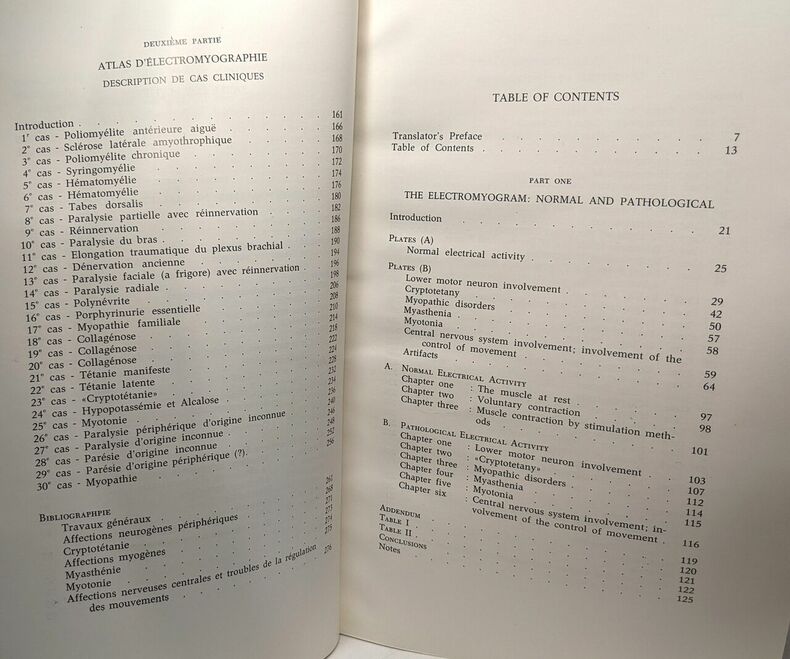 DEUXIÈME PARTIE
ATLAS D'ÉLECTROMYOGRAPHIE
DESCRIPTION DE CAS CLINIQUES
Introduction 161
1r cas - Poliomyélite antérieure aiguë 166
2e cas - Sclérose latérale amyothrophique 168
3e cas - Poliomyélite chronique 170
4e cas - Syringomyélie 172
5e cas - Hématomyélie 174
6e cas - Hématomyélie 176
7e cas - Tabes dorsalis 180
8e cas - Paralysie partielle avec réinnervation 182
9e cas - Réinnervation 186
10e cas - Paralysie du bras 188
11e cas - Elongation traumatique du plexus brachial 190
12e cas - Dénervation ancienne 194
13e cas - Paralysie faciale (a frigore) avec réinnervation 196
14e cas - Paralysie radiale 198
15e cas - Polynévrite 206
16e cas - Porphyrinurie essentielle 208
17e cas - Myopathie familiale 210
18e cas - Collagénose 214
19e cas - Collagénose 218
20e cas - Collagénose 222
21e cas - Tétanie manifeste 224
22e cas - Tétanie latente 228
23e cas - «Cryptotétanie» 232
24e cas - Hypopotassémie et Alcalose 234
25e cas - Myotonie 236
26e cas - Paralysie périphérique d'origine inconnue 240
27e cas - Paralysie d'origine inconnue 246
28e cas - Parésie d'origine inconnue 248
29e cas - Parésie d'origine périphérique (?) 252
30e cas - Myopathie 256
BIBLIOGRAPHPIE
Travaux généraux 261
Affections neurogènes périphériques 268
Cryptotétanie 271
Affections myogènes 273
Myasthénie 274
Myotonie 275
Affections nerveuses centrales et troubles de la régulation
des mouvements 276
TABLE OF CONTENTS
Translator's Preface 7
Table of Contents 13
PART ONE
THE ELECTROMYOGRAM: NORMAL AND PATHOLOGICAL
Introduction 21
PLATES (A)
Normal electrical activity 25
PLATES (B)
Lower motor neuron involvement 29
Cryptotetany 42
Myopathic disorders 50
Myasthenia 57
Myotonia 58
Central nervous system involvement; involvement of the
control of movement 59
Artifacts 64
A. NORMAL ELECTRICAL ACTIVITY
Chapter one : The muscle at rest 97
Chapter two : Voluntary contraction 98
Chapter three : Muscle contraction by stimulation meth-
ods 101
B. PATHOLOGICAL ELECTRICAL ACTIVITY
Chapter one : Lower motor neuron involvement 103
Chapter two : «Cryptotetany» 107
Chapter three : Myopathic disorders 112
Chapter four : Myasthenia 114
Chapter five : Myotonia 115
Chapter six : Central nervous system involvement; in-
volvement of the control of movement 116
ADDENDUM 119
TABLE I 120
TABLE II 121
CONCLUSIONS 122
Notes 125